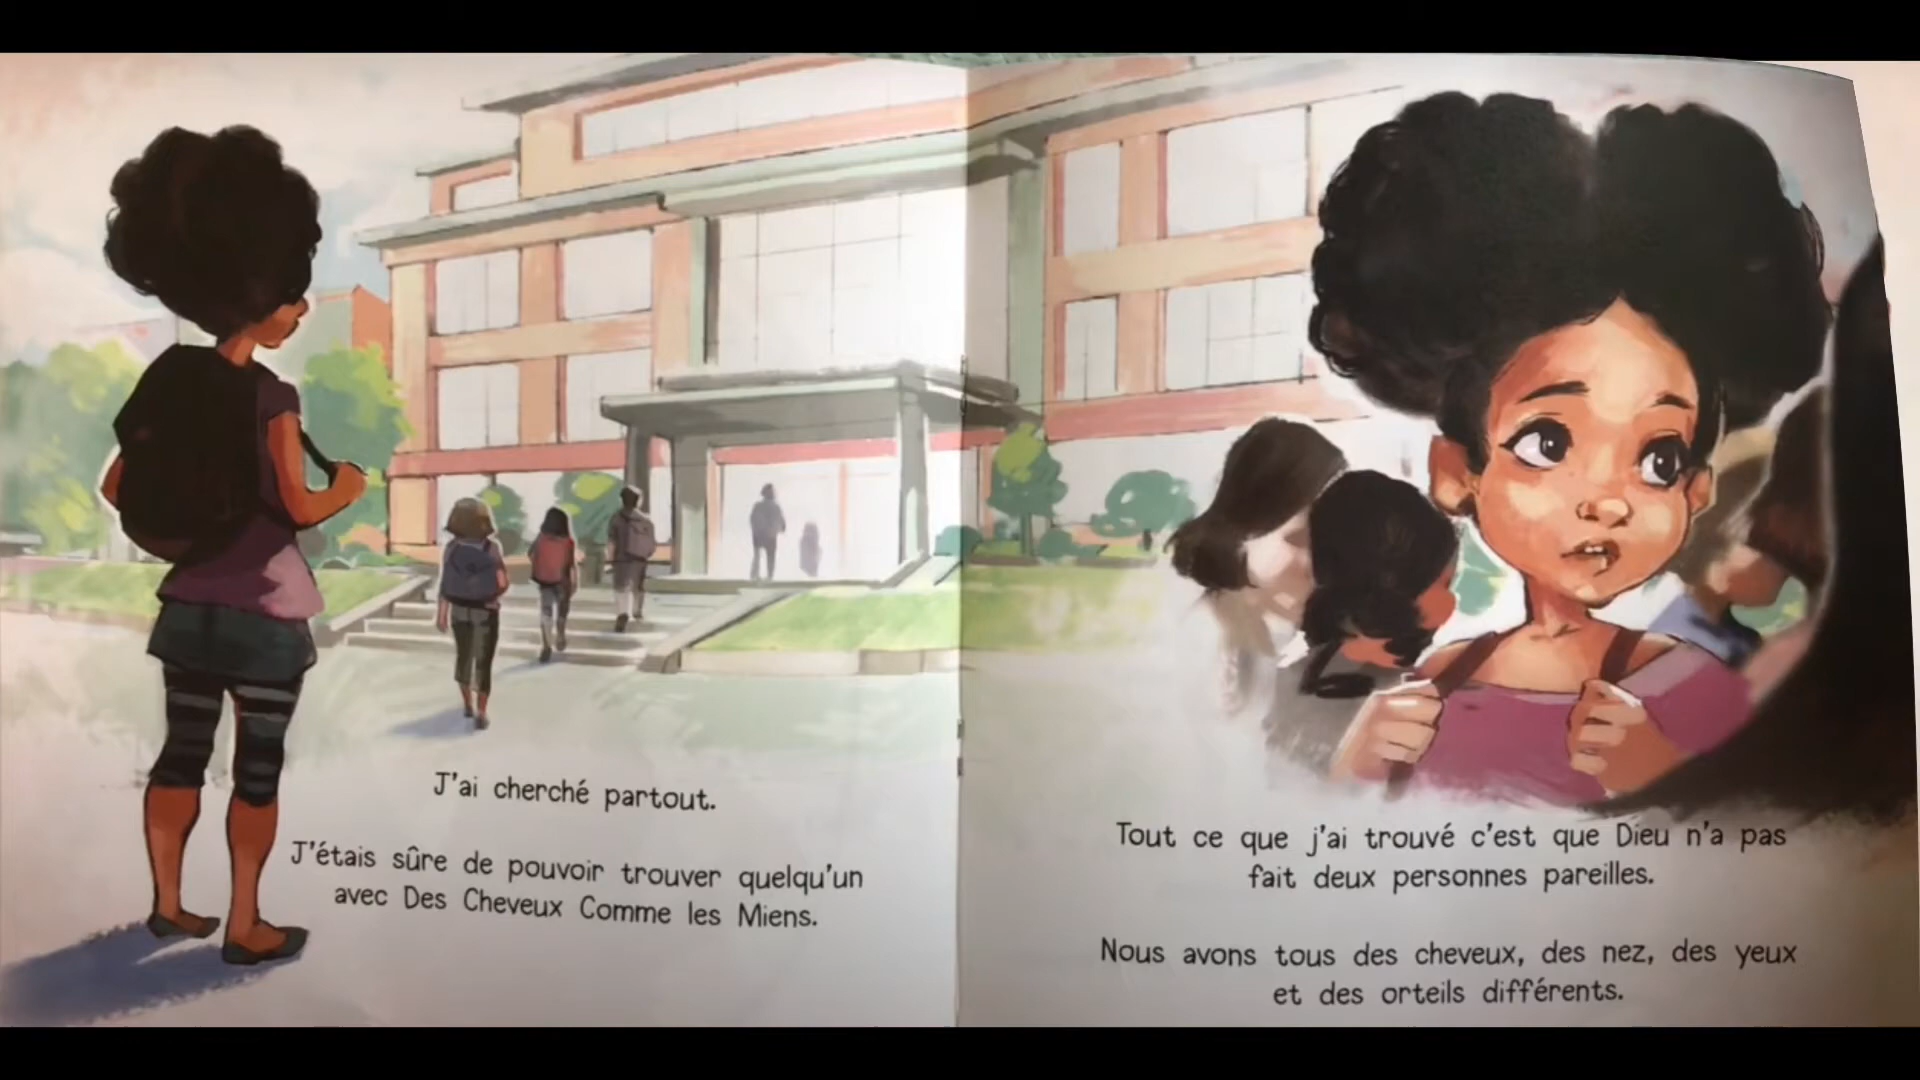 J'ai cherché partout.
J'étais sûre de pouvoir trouver quelqu'un
avec Des Cheveux Comme les Miens.
Tout ce que j'ai trouvé c'est que Dieu n'a pas
fait deux personnes pareilles.
Nous avons tous des cheveux, des nez, des yeux
et des orteils différents.